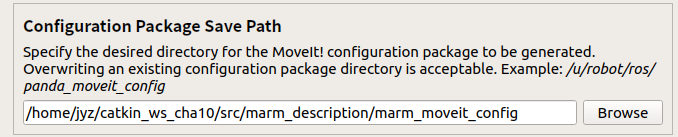 Configuration Package Save Path
Specify the desired directory for the MoveIt! configuration package to be generated.
Overwriting an existing configuration package directory is acceptable. Example: /u/robot/ros/
panda_moveit_config
/home/jyz/catkin_ws_cha10/src/marm_description/marm_moveit_config Browse